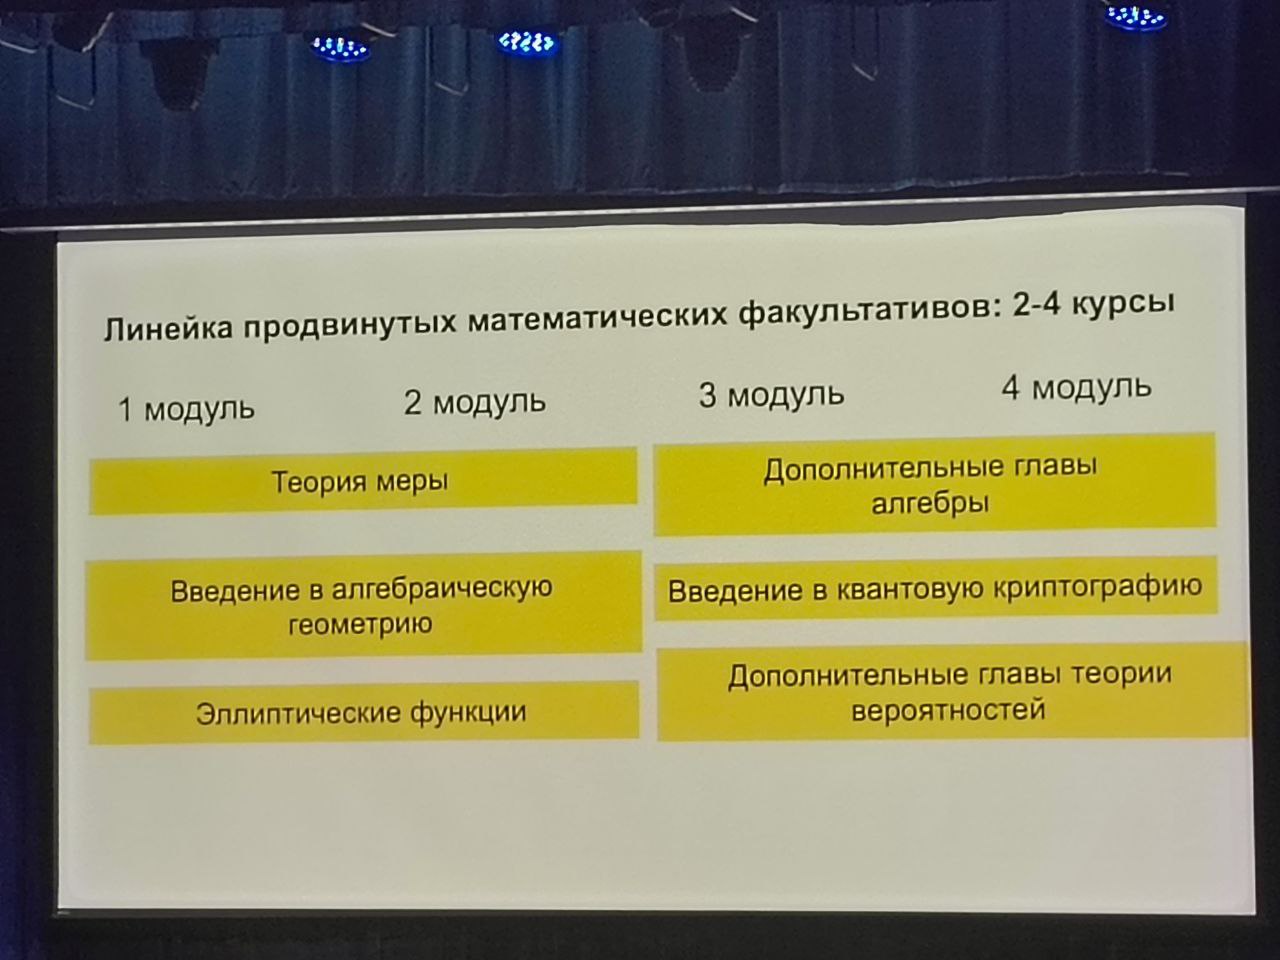 Линейка продвинутых математических факультативов: 2-4 курсы
1 модуль 2 модуль 3 модуль 4 модуль
Теория меры
Введение в алгебраическую
геометрию
Эллиптические функции
Дополнительные главы
алгебры
Введение в квантовую криптографию
Дополнительные главы теории
вероятностей